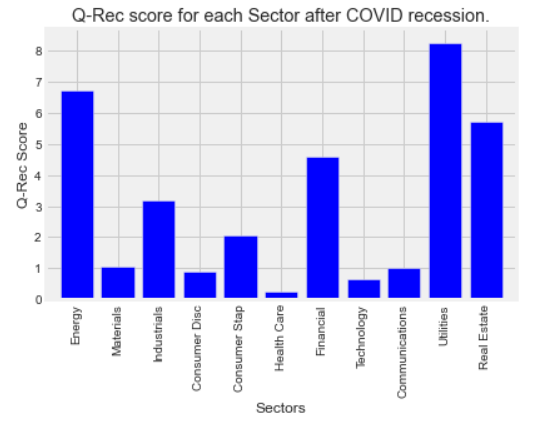 Q-Rec score for each Sector after COVID recession.
Q-Rec Score
8
7
6
5
4
3
2
1
0
Energy
Materials
Industrials
Consumer Disc
Consumer Stap
Health Care
Financial
Technology
Communications
Utilities
Real Estate
Sectors